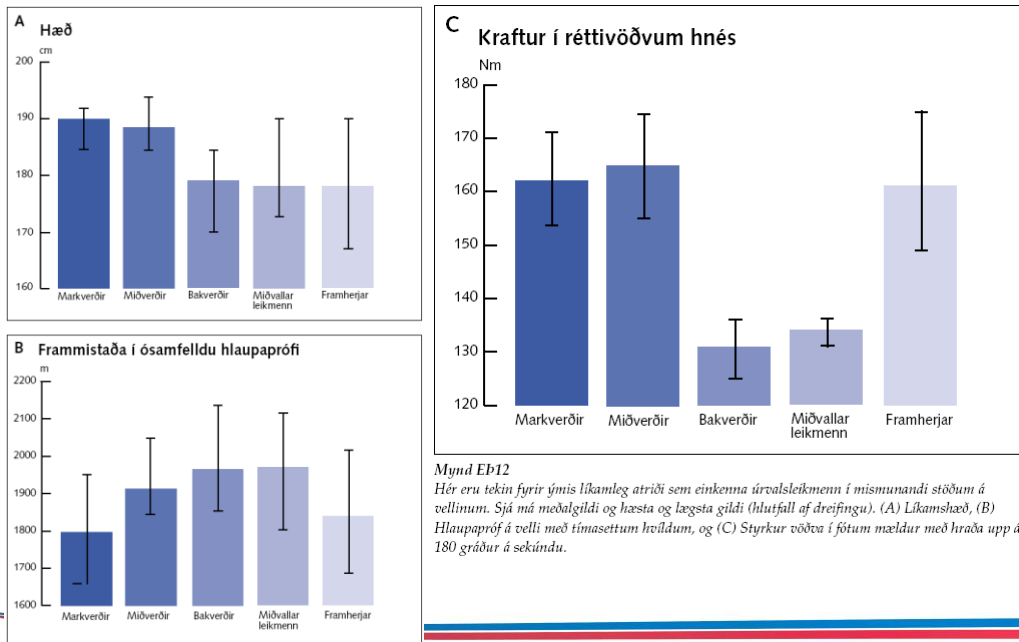 A
Hæð
cm
200
190
180
170
160
Markverðir
Miðverðir
Bakverðir
Miðvallar
leikmenn
Framherjar
B
Frammistaða í ósamfelldu hlaupaprófi
m
2200
2100
2000
1900
1800
1700
1600
Markverðir
Miðverðir
Bakverðir
Miðvallar
leikmenn
Framherjar
C
Kraftur í réttivöðvum hnés
Nm
180
170
160
150
140
130
120
Markverðir
Miðverðir
Bakverðir
Miðvallar
leikmenn
Framherjar
Mynd EÞ12
Hér eru tekin fyrir ýmis líkamleg atriði sem einkenna úrvalsleikmenn í mismunandi stöðum á
vellinum. Sjá má meðalgildi og hæsta og lægsta gildi (hlutfall af dreifingu). (A) Líkamshæð, (B)
Hlaupapróf á velli með tímasettum hvíldum, og (C) Styrkur vöðva í fótum mældur með hraða upp á
180 gráður á sekúndu.